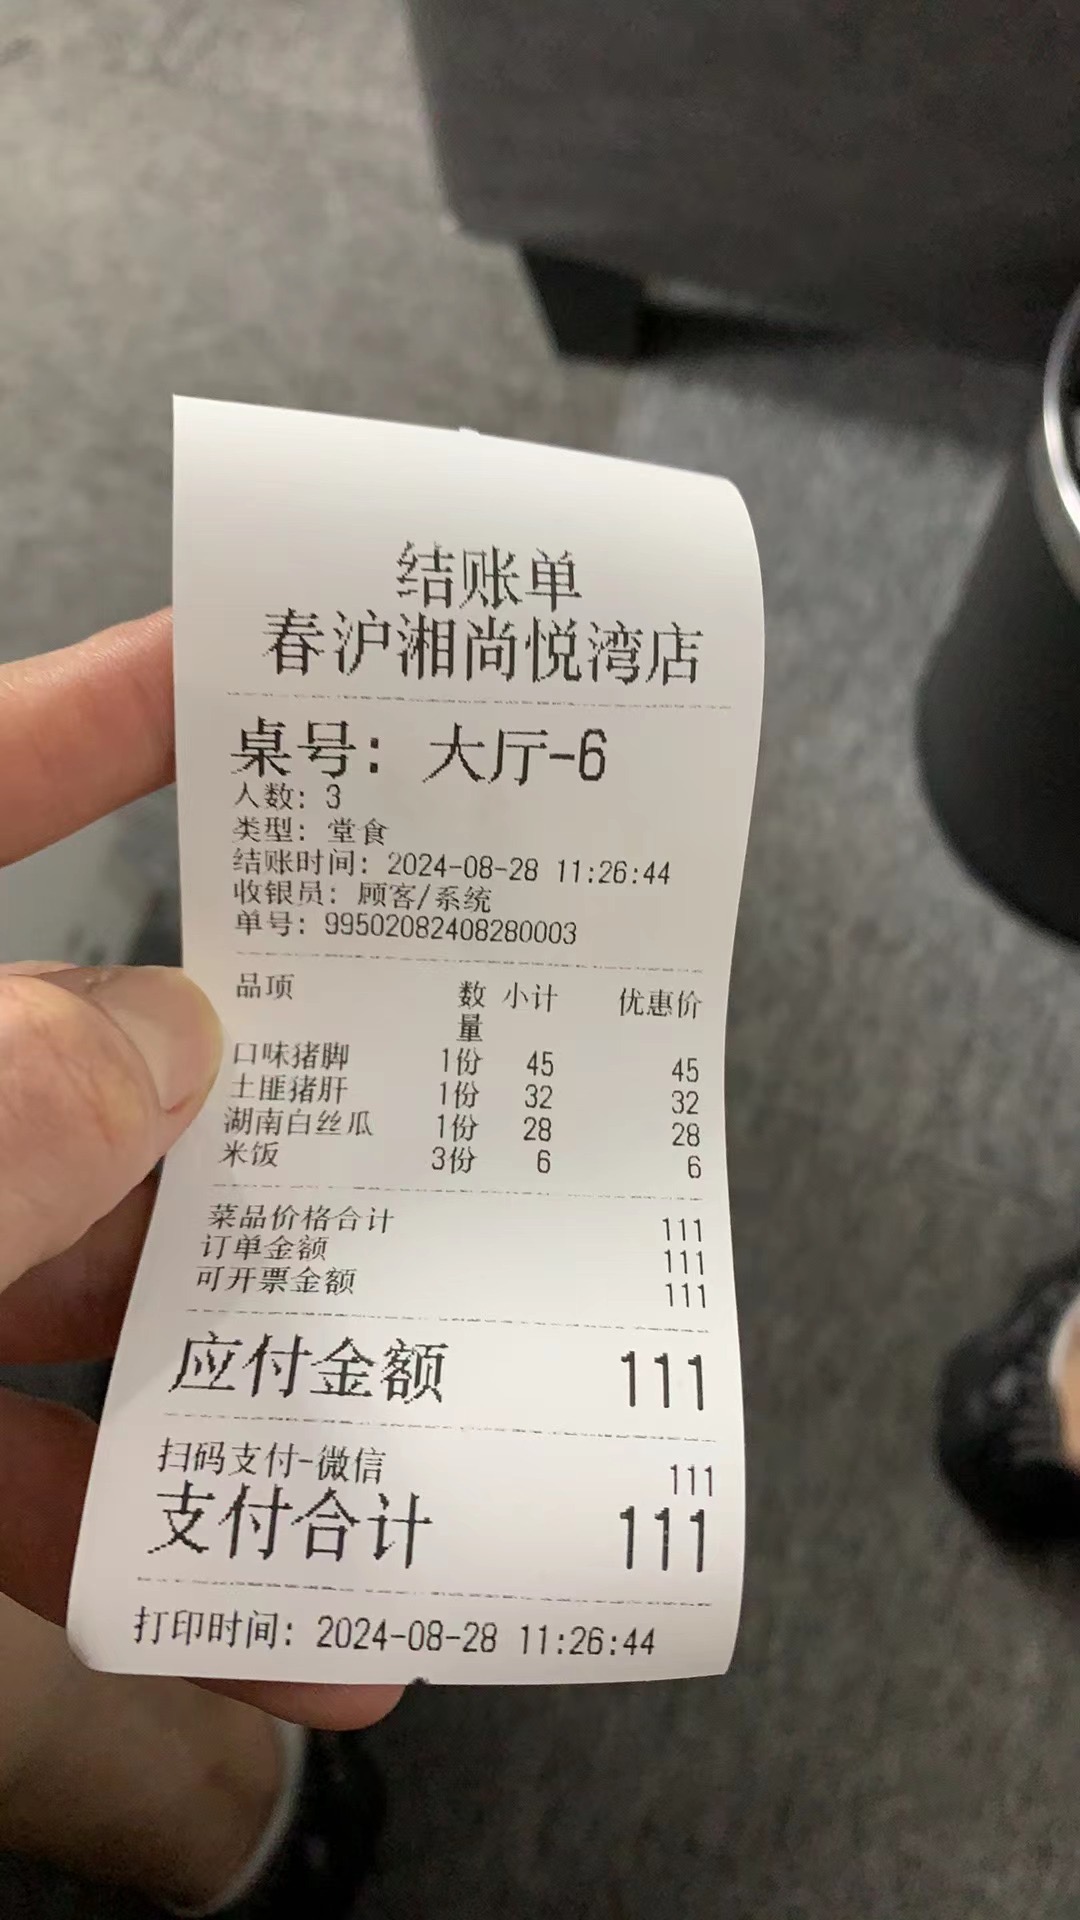 结账单
春沪湘尚悦湾店
桌号: 大厅-6
人数: 3
类型: 堂食
结账时间: 2024-08-28 11:26:44
收银员: 顾客/系统
单号: 99502082408280003
品项 数量 小计 优惠价
口味猪脚 1份 45 45
土匪猪肝 1份 32 32
湖南白丝瓜 1份 28 28
米饭 3份 6 6
菜品价格合计 111
订单金额 111
可开票金额 111
应付金额 111
扫码支付-微信 111
支付合计 111
打印时间: 2024-08-28 11:26:44